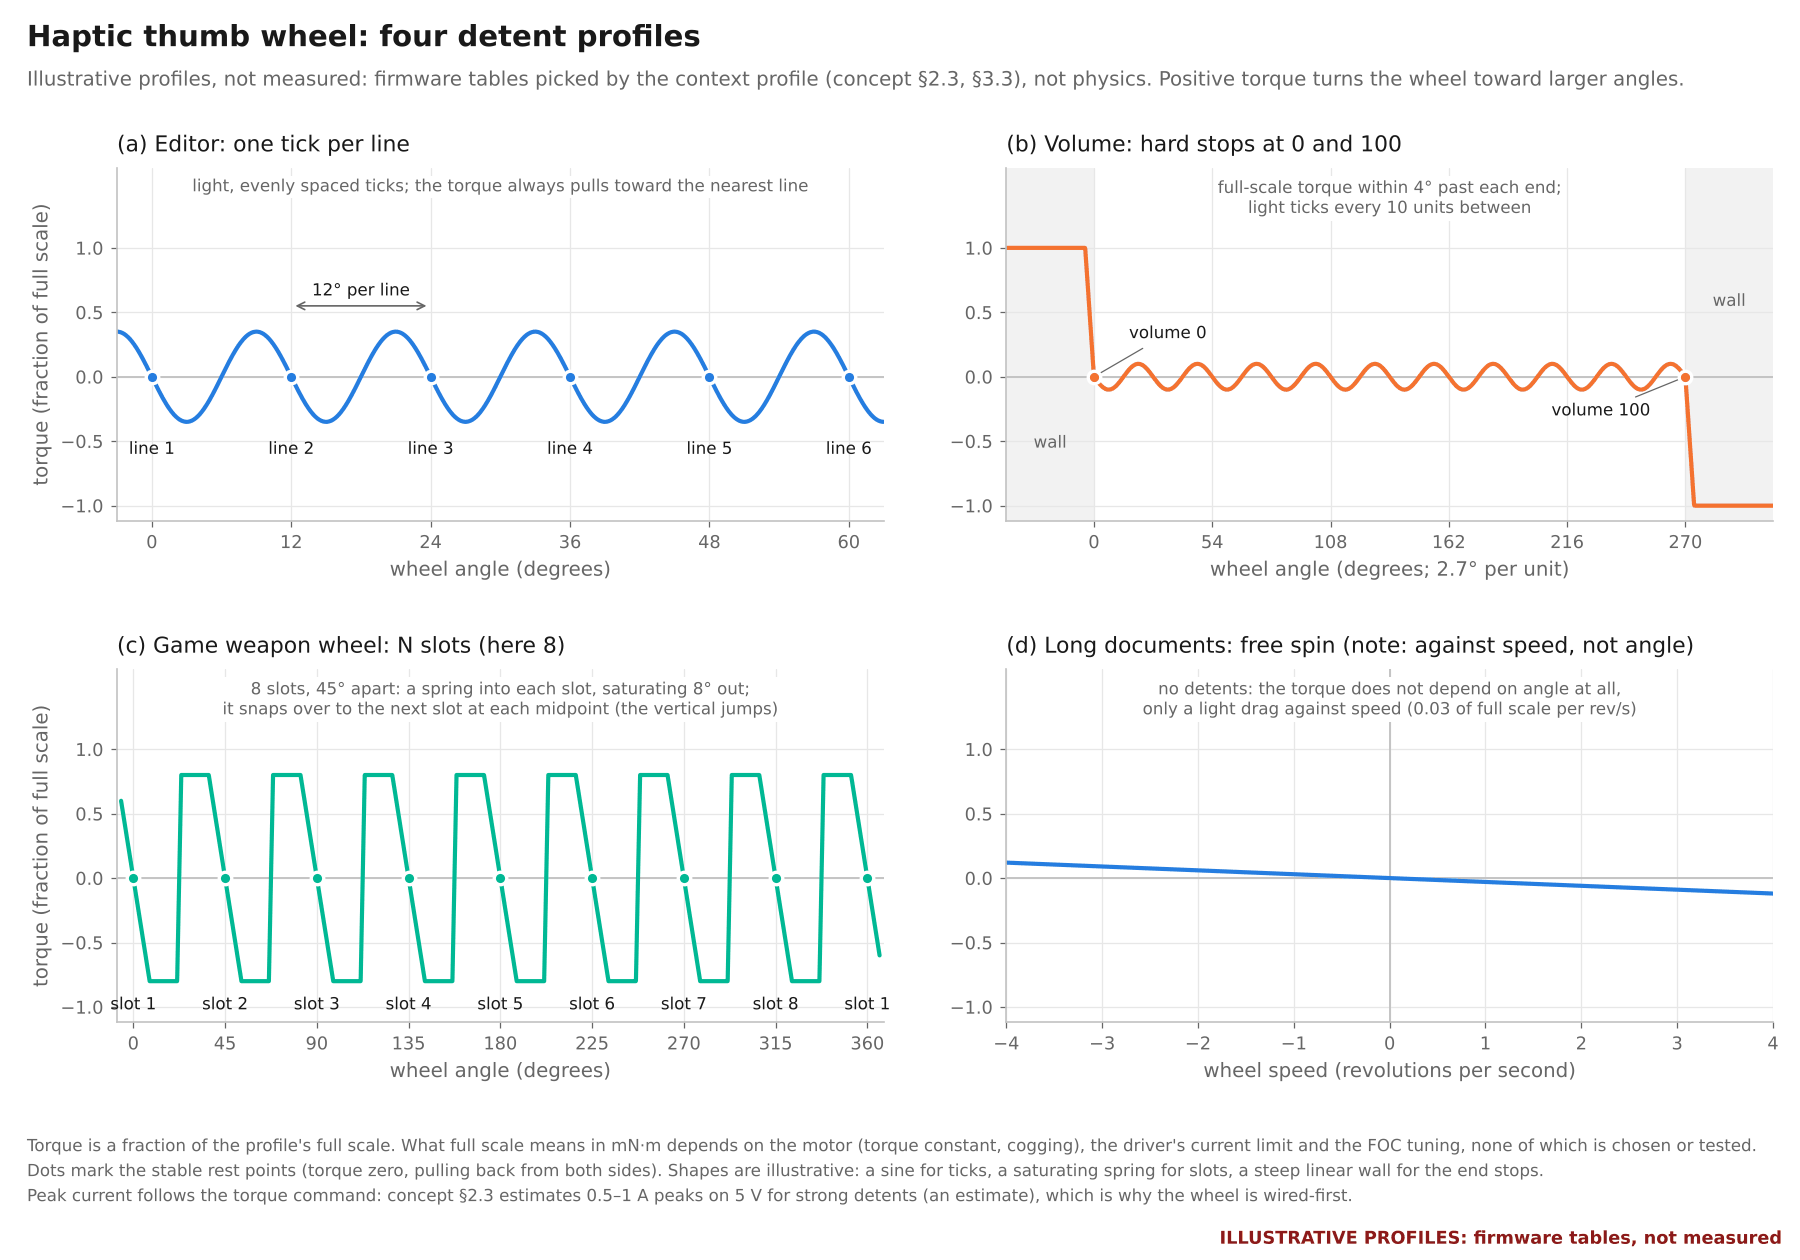 Haptic thumb wheel: four detent profiles
Illustrative profiles, not measured: firmware tables picked by the context profile (concept §2.3, §3.3), not physics. Positive torque turns the wheel toward larger angles.
(a) Editor: one tick per line
light, evenly spaced ticks; the torque always pulls toward the nearest line
torque (fraction of full scale)
1.0
0.5
0.0
−0.5
−1.0
12° per line
line 1
line 2
line 3
line 4
line 5
line 6
0
12
24
36
48
60
wheel angle (degrees)
(b) Volume: hard stops at 0 and 100
full-scale torque within 4° past each end;
light ticks every 10 units between
1.0
0.5
0.0
−0.5
−1.0
wall
volume 0
volume 100
wall
0
54
108
162
216
270
wheel angle (degrees; 2.7° per unit)
(c) Game weapon wheel: N slots (here 8)
8 slots, 45° apart: a spring into each slot, saturating 8° out;
it snaps over to the next slot at each midpoint (the vertical jumps)
torque (fraction of full scale)
1.0
0.5
0.0
−0.5
−1.0
slot 1
slot 2
slot 3
slot 4
slot 5
slot 6
slot 7
slot 8
slot 1
0
45
90
135
180
225
270
315
360
wheel angle (degrees)
(d) Long documents: free spin (note: against speed, not angle)
no detents: the torque does not depend on angle at all,
only a light drag against speed (0.03 of full scale per rev/s)
1.0
0.5
0.0
−0.5
−1.0
−4
−3
−2
−1
0
1
2
3
4
wheel speed (revolutions per second)
Torque is a fraction of the profile's full scale. What full scale means in mN·m depends on the motor (torque constant, cogging), the driver's current limit and the FOC tuning, none of which is chosen or tested.
Dots mark the stable rest points (torque zero, pulling back from both sides). Shapes are illustrative: a sine for ticks, a saturating spring for slots, a steep linear wall for the end stops.
Peak current follows the torque command: concept §2.3 estimates 0.5–1 A peaks on 5 V for strong detents (an estimate), which is why the wheel is wired-first.
ILLUSTRATIVE PROFILES: firmware tables, not measured